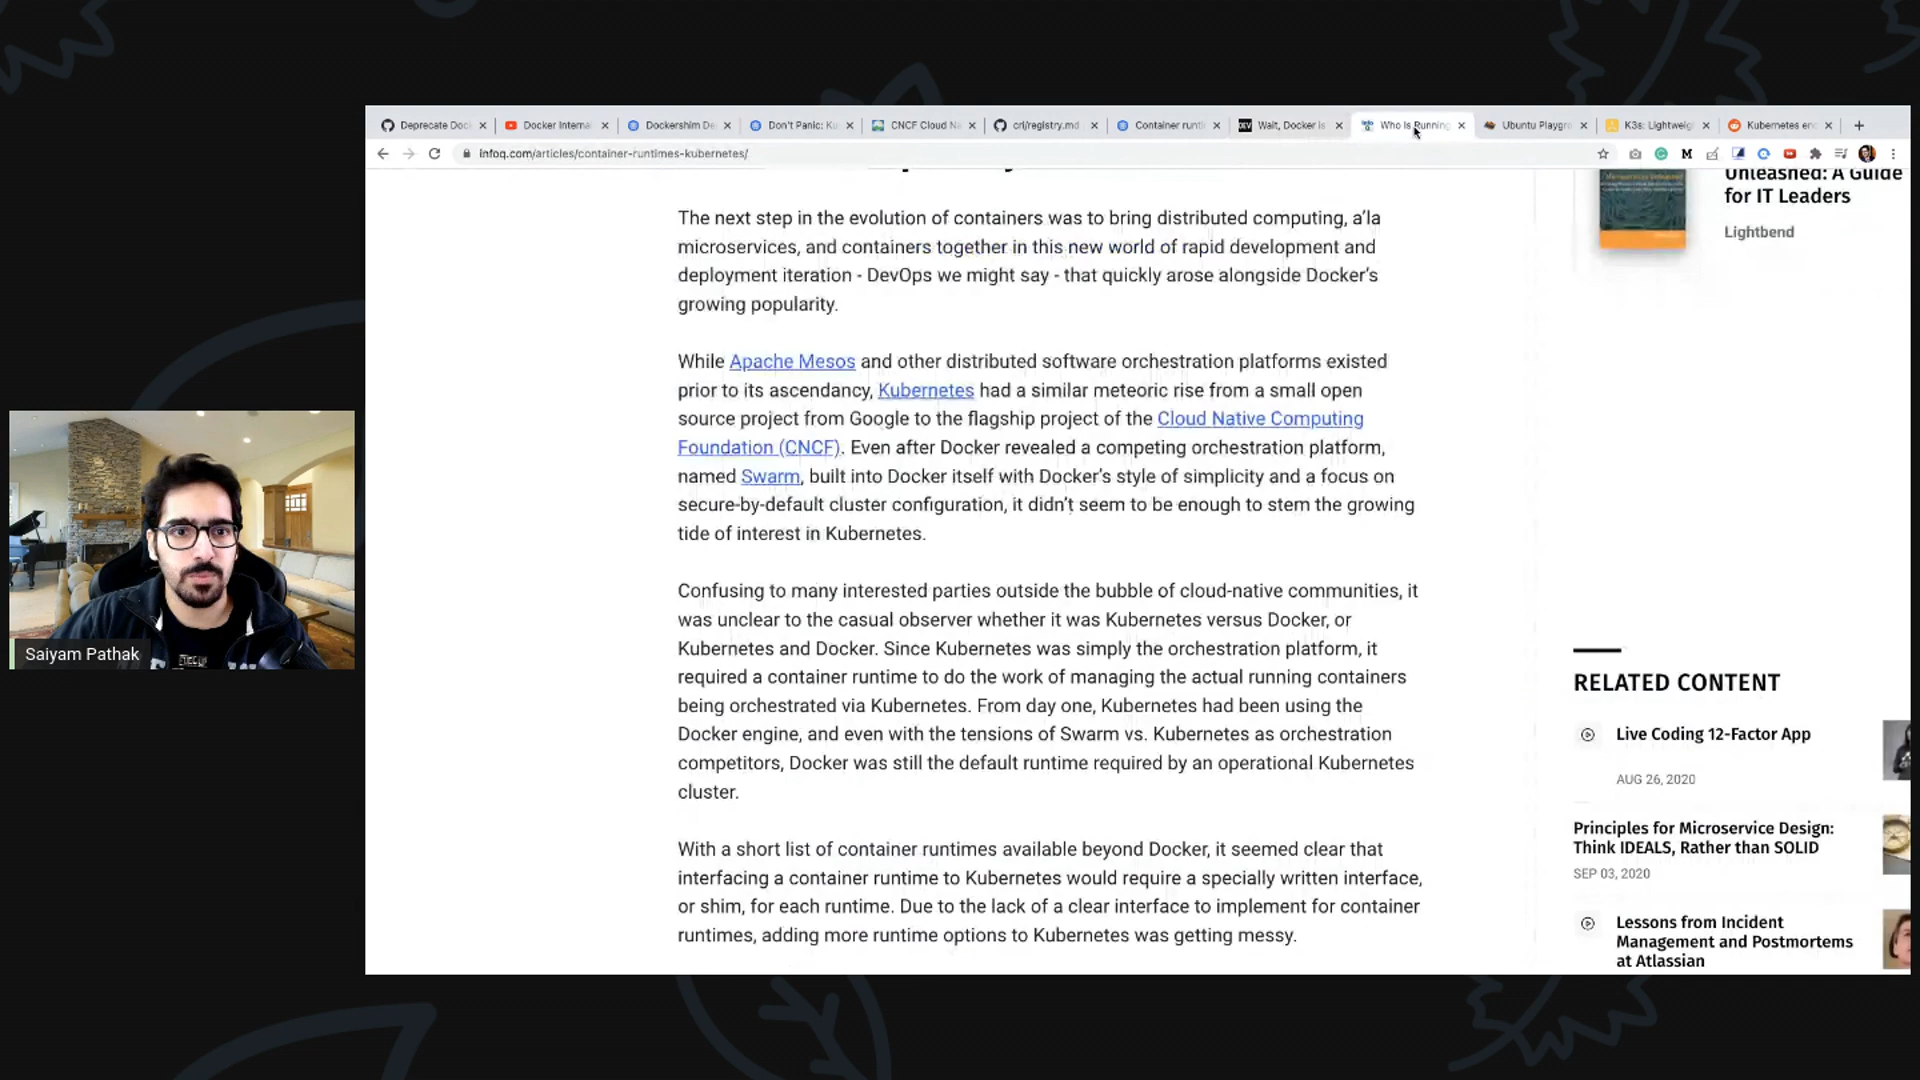 Deprecate Doc
Docker Interna
Dockershim De
Don't Panic: Ku
CNCF Cloud Na
cri/registry.md
Container runti
DEV
Wait, Docker is
Who Is Running
Ubuntu Playgro
K3s: Lightweig
Kubernetes enc
infoq.com/articles/container-runtimes-kubernetes/
The next step in the evolution of containers was to bring distributed computing, a’la
microservices, and containers together in this new world of rapid development and
deployment iteration - DevOps we might say - that quickly arose alongside Docker’s
growing popularity.
While Apache Mesos and other distributed software orchestration platforms existed
prior to its ascendancy, Kubernetes had a similar meteoric rise from a small open
source project from Google to the flagship project of the Cloud Native Computing
Foundation (CNCF). Even after Docker revealed a competing orchestration platform,
named Swarm, built into Docker itself with Docker’s style of simplicity and a focus on
secure-by-default cluster configuration, it didn’t seem to be enough to stem the growing
tide of interest in Kubernetes.
Confusing to many interested parties outside the bubble of cloud-native communities, it
was unclear to the casual observer whether it was Kubernetes versus Docker, or
Kubernetes and Docker. Since Kubernetes was simply the orchestration platform, it
required a container runtime to do the work of managing the actual running containers
being orchestrated via Kubernetes. From day one, Kubernetes had been using the
Docker engine, and even with the tensions of Swarm vs. Kubernetes as orchestration
competitors, Docker was still the default runtime required by an operational Kubernetes
cluster.
With a short list of container runtimes available beyond Docker, it seemed clear that
interfacing a container runtime to Kubernetes would require a specially written interface,
or shim, for each runtime. Due to the lack of a clear interface to implement for container
runtimes, adding more runtime options to Kubernetes was getting messy.
Unleashed: A Guide
for IT Leaders
Lightbend
RELATED CONTENT
Live Coding 12-Factor App
AUG 26, 2020
Principles for Microservice Design:
Think IDEALS, Rather than SOLID
SEP 03, 2020
Lessons from Incident
Management and Postmortems
at Atlassian
Saiyam Pathak